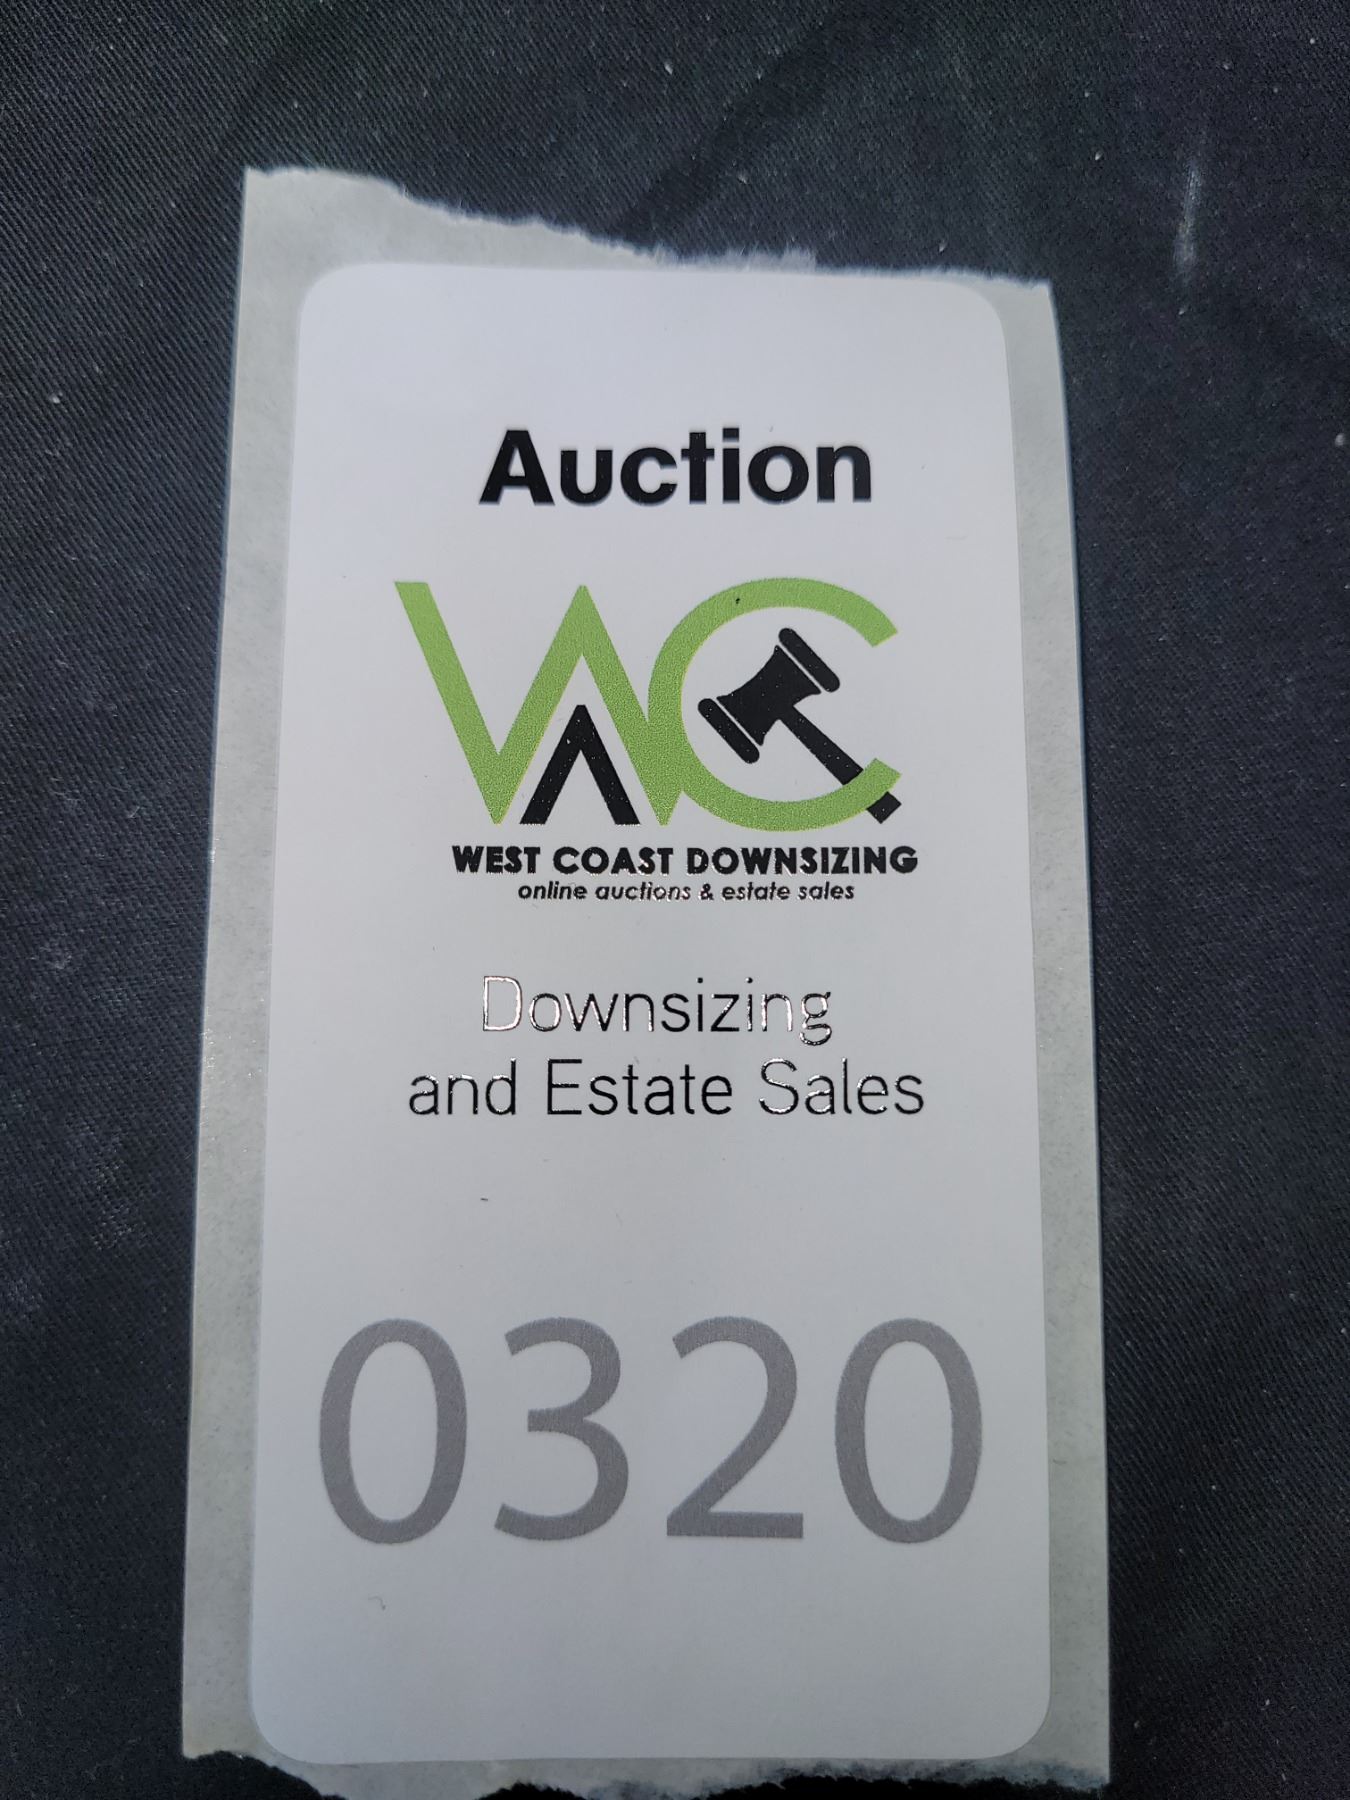 Auction
WC
WEST COAST DOWNSIZING
online auctions & estate sales
Downsizing
and Estate Sales
0320